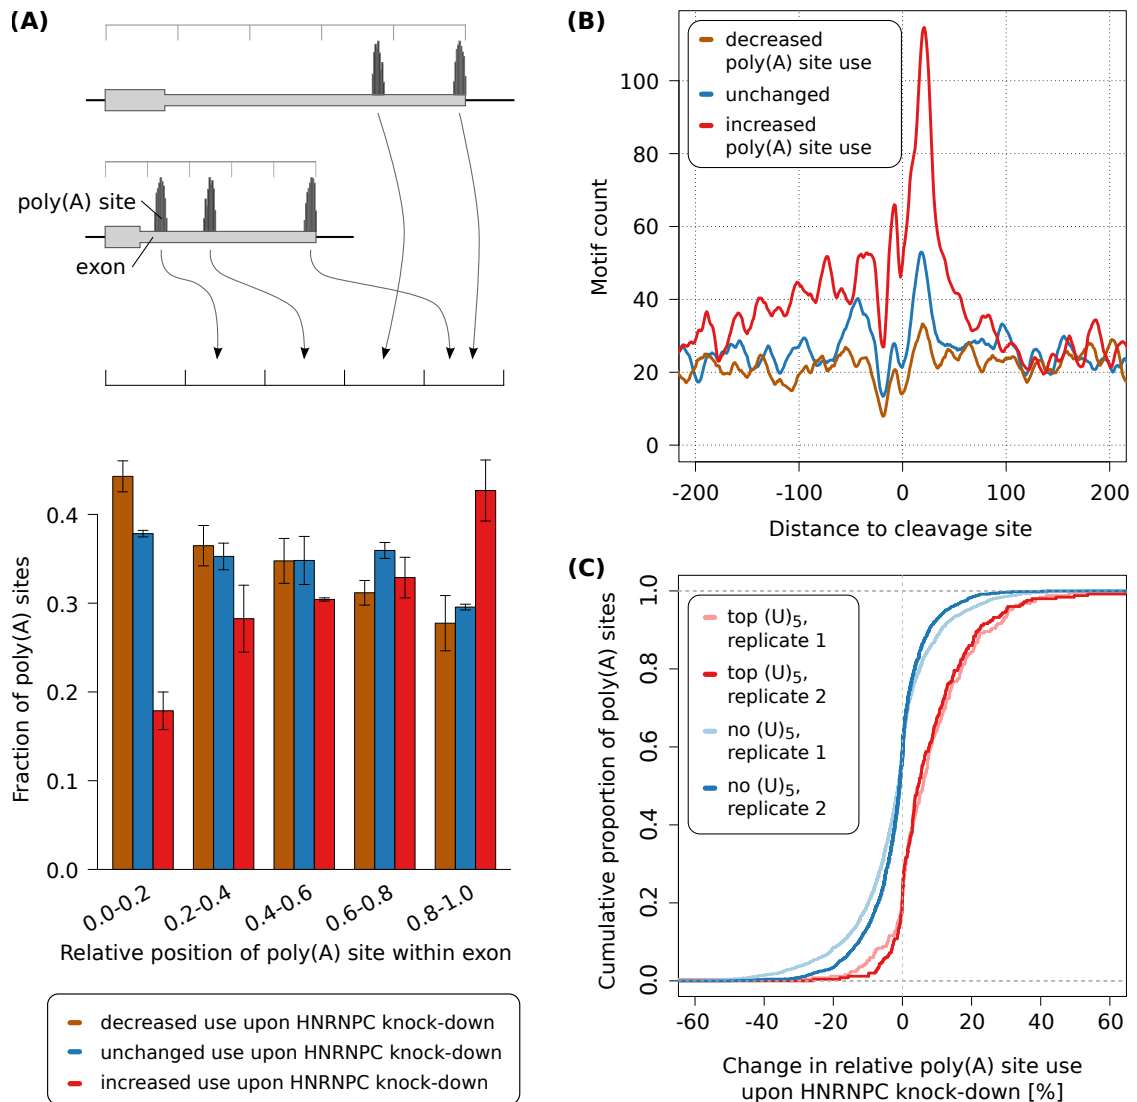 (A)
poly(A) site
exon
Fraction of poly(A) sites
0.4
0.3
0.2
0.1
0.0
0.0-0.2
0.2-0.4
0.4-0.6
0.6-0.8
0.8-1.0
Relative position of poly(A) site within exon
decreased use upon HNRNPC knock-down
unchanged use upon HNRNPC knock-down
increased use upon HNRNPC knock-down
(B)
decreased
poly(A) site use
unchanged
increased
poly(A) site use
Motif count
100
80
60
40
20
0
-200
-100
0
100
200
Distance to cleavage site
(C)
top (U)5,
replicate 1
top (U)5,
replicate 2
no (U)5,
replicate 1
no (U)5,
replicate 2
Cumulative proportion of poly(A) sites
1.0
0.8
0.6
0.4
0.2
0.0
-60
-40
-20
0
20
40
60
Change in relative poly(A) site use
upon HNRNPC knock-down [%]